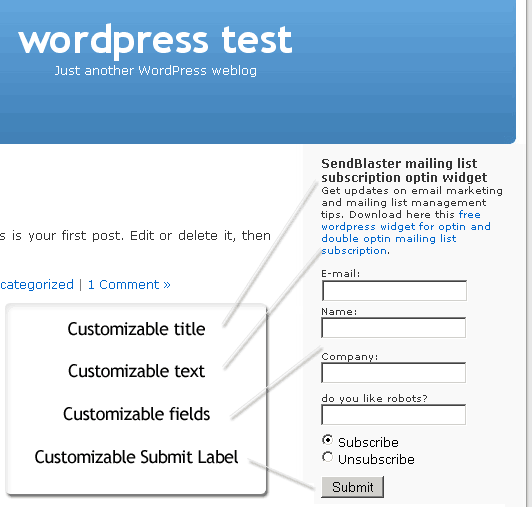 wordpress test
Just another WordPress weblog
SendBlaster mailing list
subscription optin widget
Get updates on email marketing
and mailing list management
tips. Download here this free
wordpress widget for optin and
double optin mailing list
subscription.
s is your first post. Edit or delete it, then
categorized | 1 Comment »
E-mail:
Name:
Company:
do you like robots?
Subscribe
Unsubscribe
Submit
Customizable title
Customizable text
Customizable fields
Customizable Submit Label